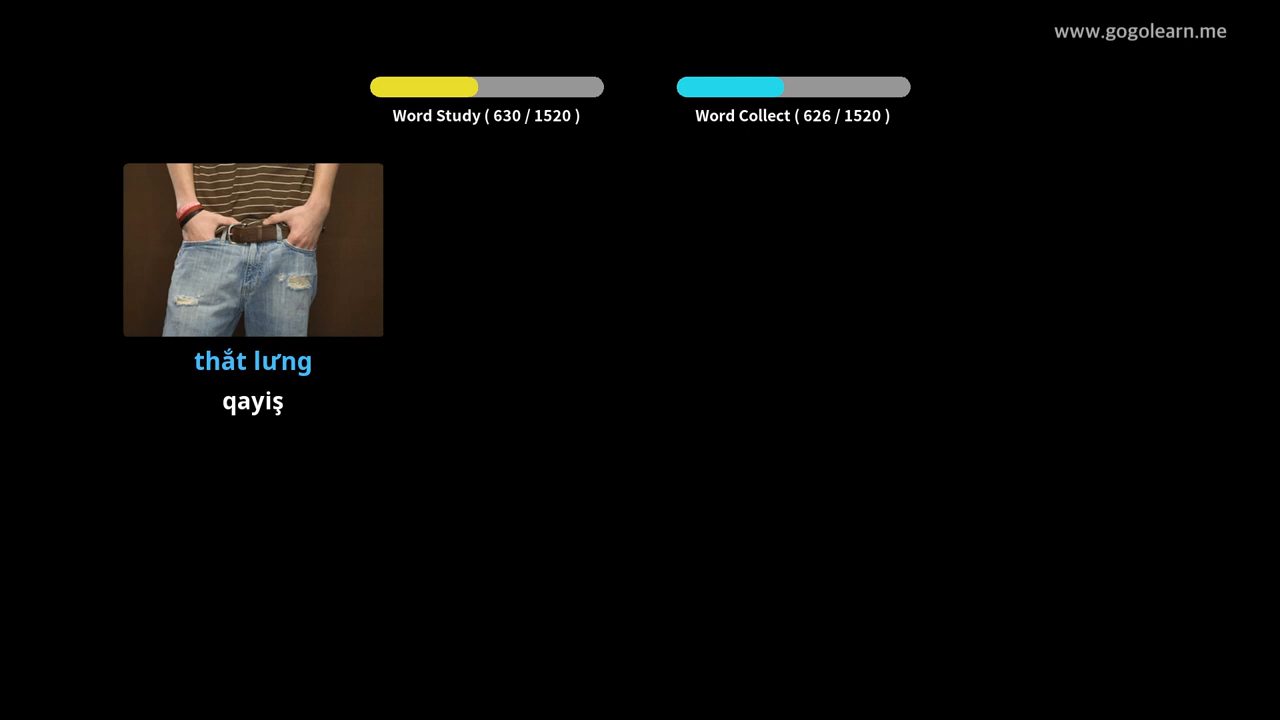 www.gogolearn.me
Word Study ( 630 / 1520 )
Word Collect ( 626 / 1520 )
thắt lưng
qayiş